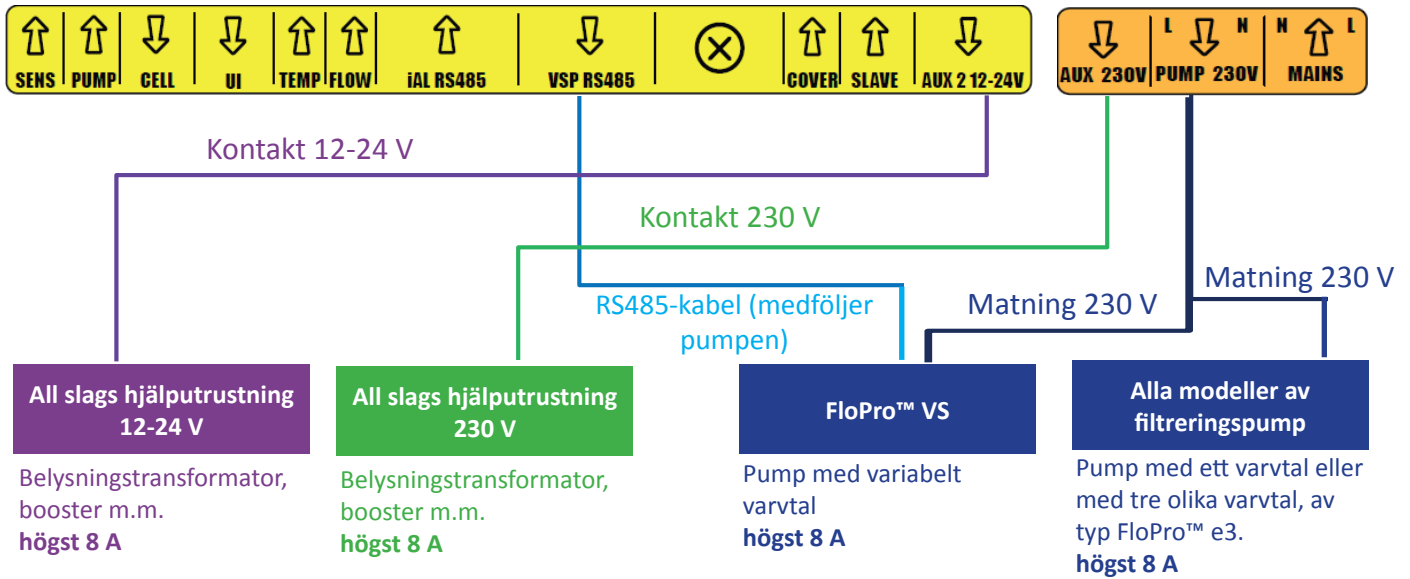 SENS PUMP CELL UI TEMP FLOW iAL RS485 VSP RS485 COVER SLAVE AUX 2 12-24V
L N N L
AUX 230V PUMP 230V MAINS
Kontakt 12-24 V
Kontakt 230 V
RS485-kabel (medföljer
pumpen)
Matning 230 V
Matning 230 V
All slags hjälputrustning
12-24 V
Belysningstransformator,
booster m.m.
högst 8 A
All slags hjälputrustning
230 V
Belysningstransformator,
booster m.m.
högst 8 A
FloPro™ VS
Pump med variabelt
varvtal
högst 8 A
Alla modeller av
filtreringspump
Pump med ett varvtal eller
med tre olika varvtal, av
typ FloPro™ e3.
högst 8 A